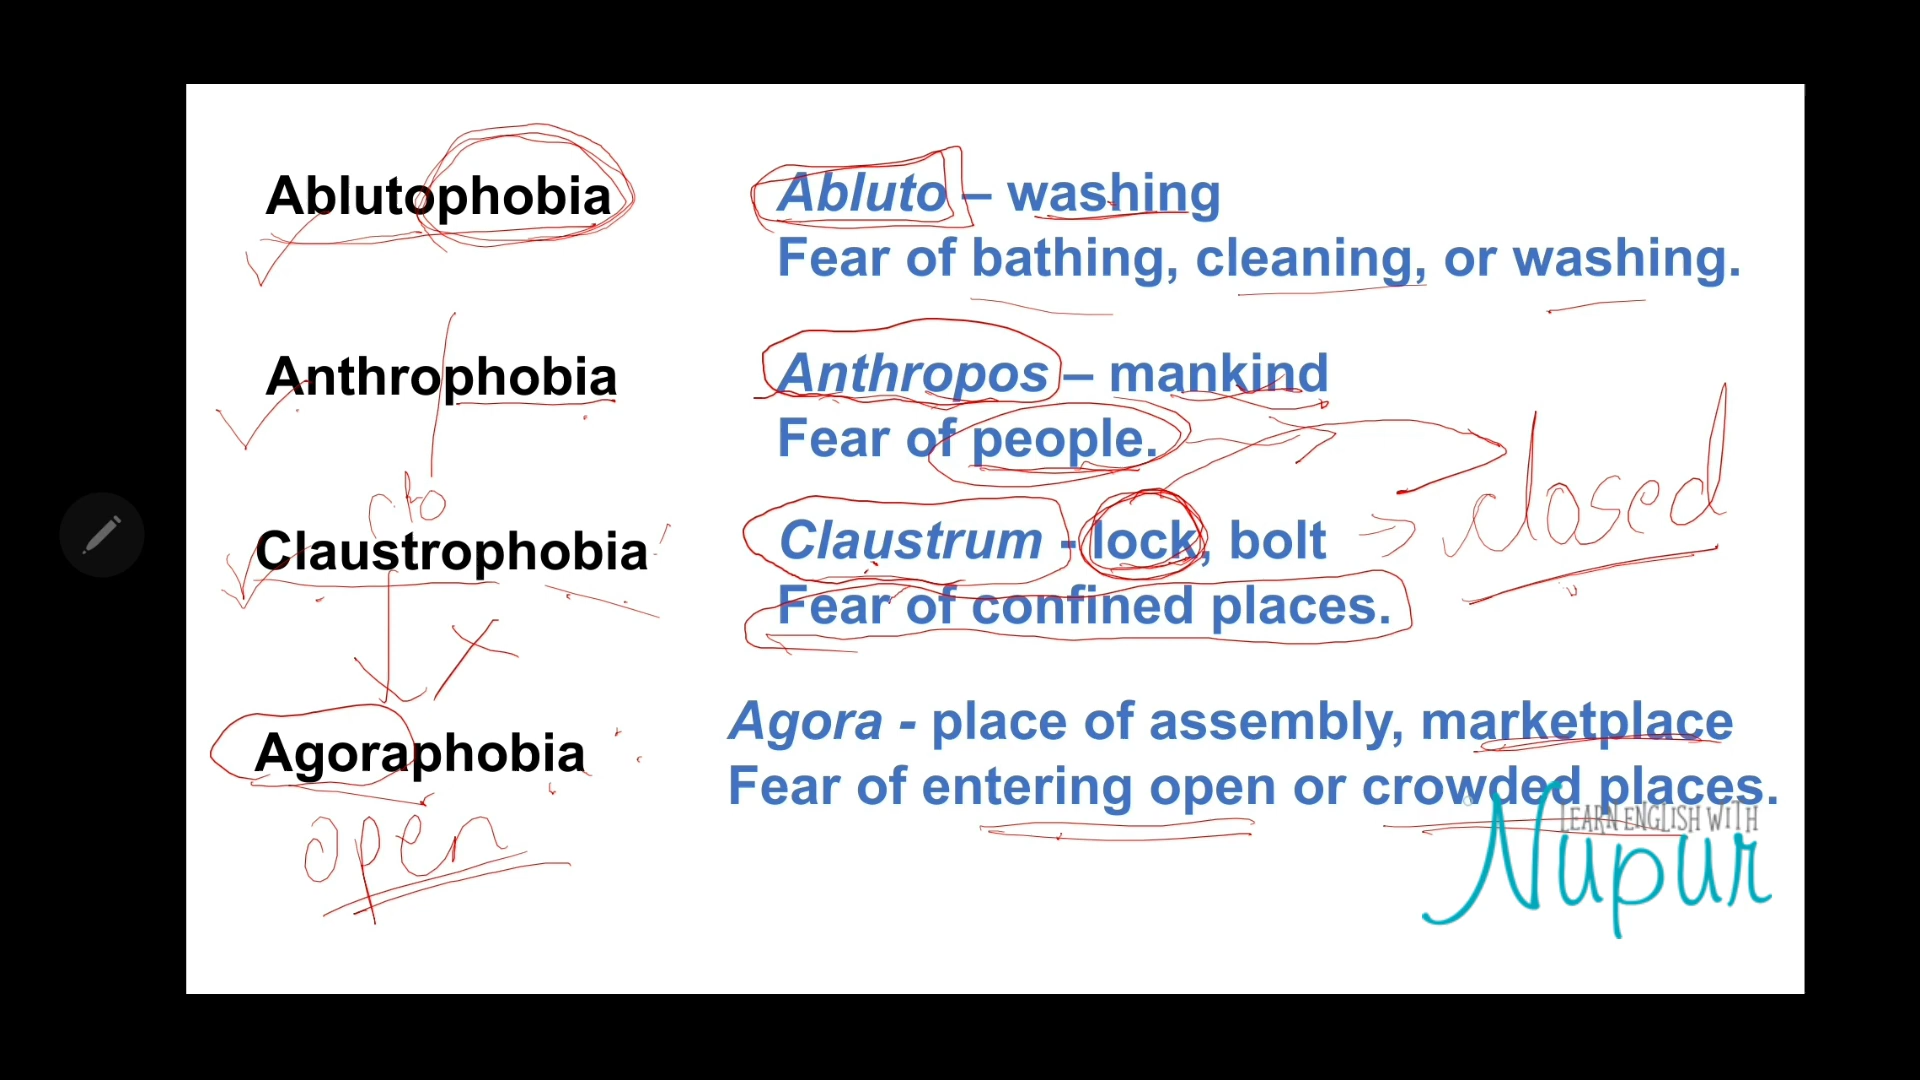 Ablutophobia
Abluto – washing
Fear of bathing, cleaning, or washing.
Anthrophobia
Anthropos – mankind
Fear of people.
closed
Claustrophobia
Claustrum - lock, bolt
Fear of confined places.
Agoraphobia
Agora - place of assembly, marketplace
Fear of entering open or crowded places.
open
LEARN ENGLISH WITH
Nupur